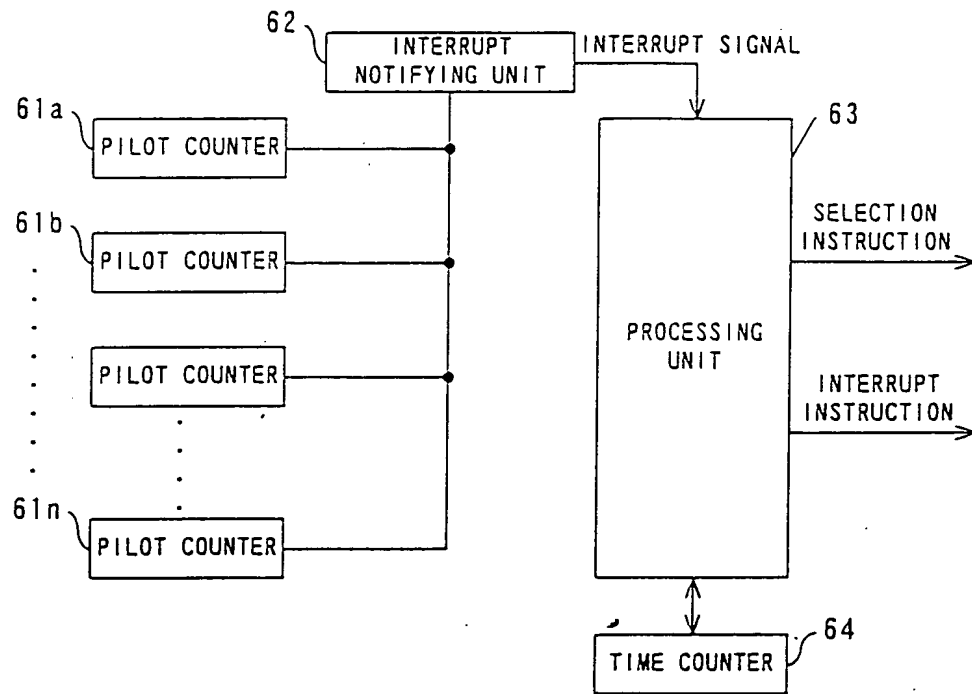 62
INTERRUPT
NOTIFYING UNIT
INTERRUPT SIGNAL
61a
PILOT COUNTER
63
61b
PILOT COUNTER
SELECTION
INSTRUCTION
PROCESSING
UNIT
PILOT COUNTER
INTERRUPT
INSTRUCTION
61n
PILOT COUNTER
64
TIME COUNTER